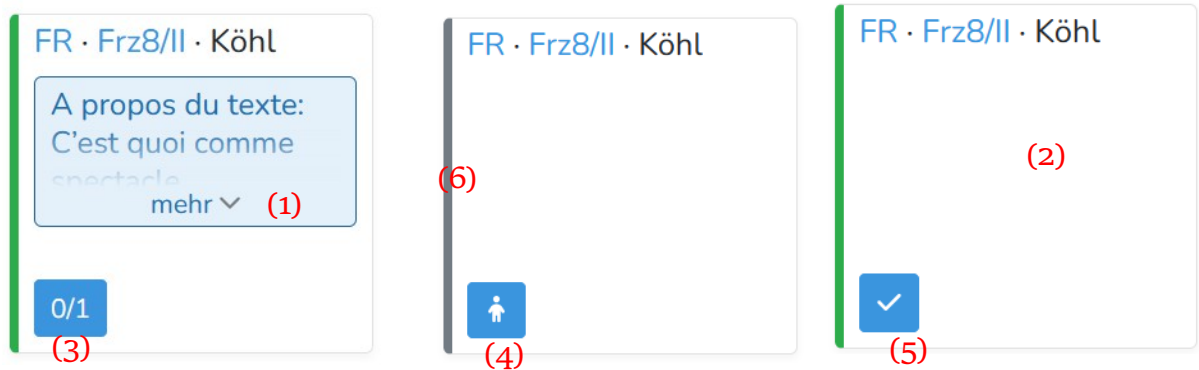 FR · Frz8/II · Köhl
A propos du texte:
C'est quoi comme
spectacle
mehr (1)
0/1
(3)
FR · Frz8/II · Köhl
(6)
(4)
FR · Frz8/II · Köhl
(2)
(5)